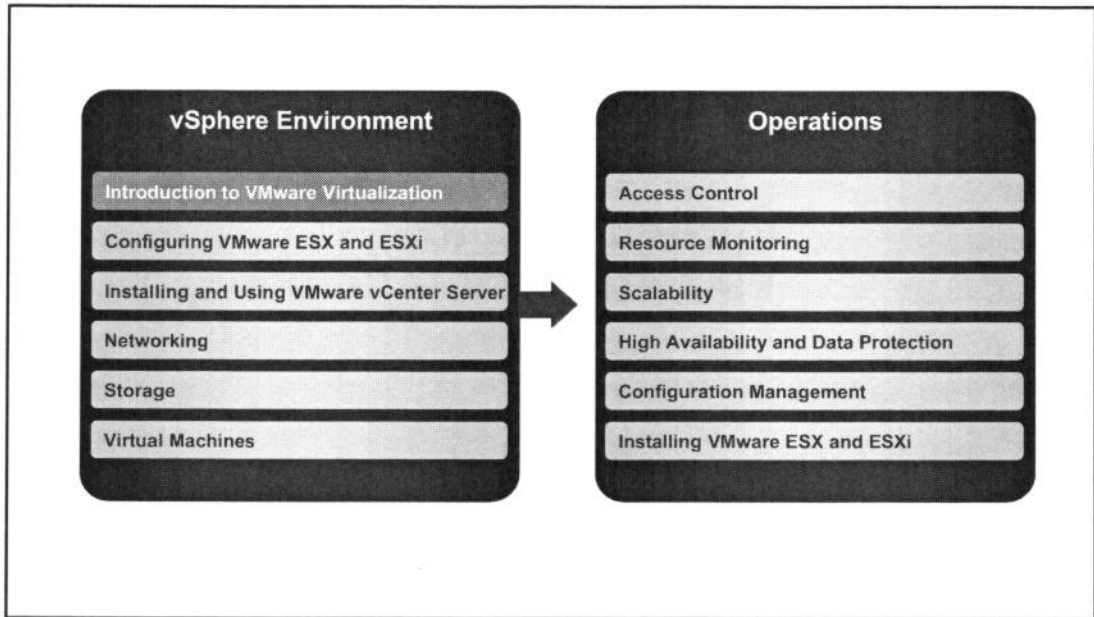 vSphere Environment
Introduction to VMware Virtualization
Configuring VMware ESX and ESXi
Installing and Using VMware vCenter Server
Networking
Storage
Virtual Machines
Operations
Access Control
Resource Monitoring
Scalability
High Availability and Data Protection
Configuration Management
Installing VMware ESX and ESXi